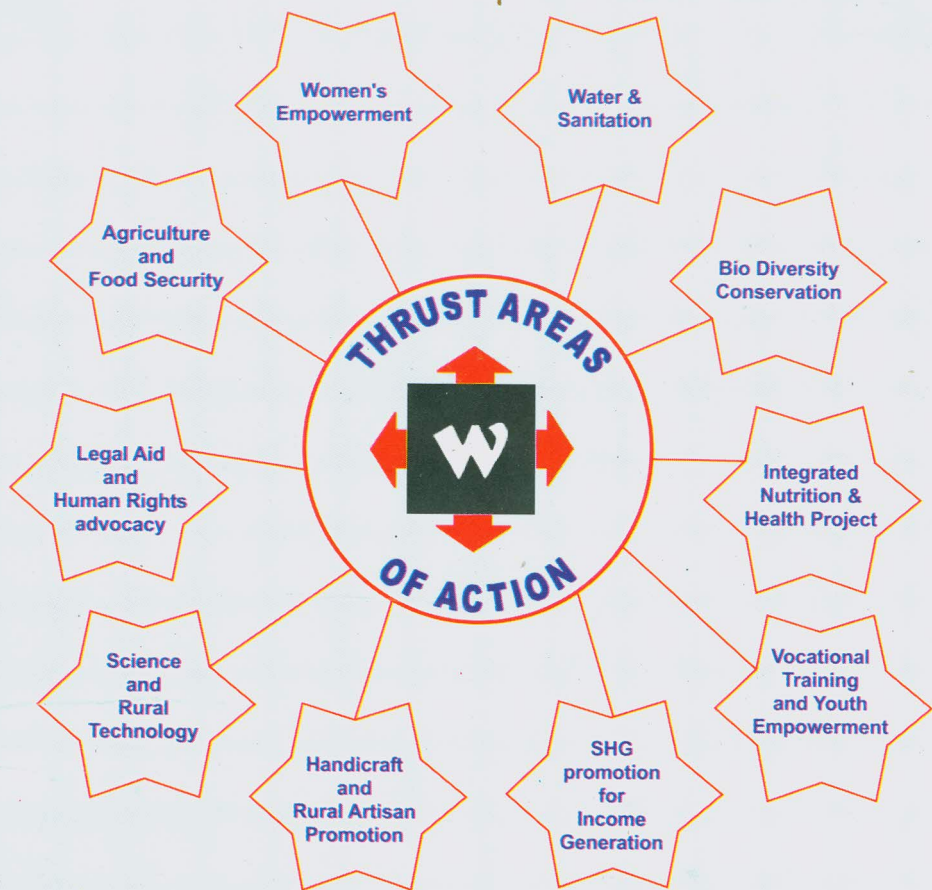 Women's
Empowerment
Water &
Sanitation
Agriculture
and
Food Security
Bio Diversity
Conservation
THRUST AREAS
W
OF ACTION
Legal Aid
and
Human Rights
advocacy
Integrated
Nutrition &
Health Project
Science
and
Rural
Technology
Vocational
Training
and Youth
Empowerment
Handicraft
and
Rural Artisan
Promotion
SHG
promotion
for
Income
Generation